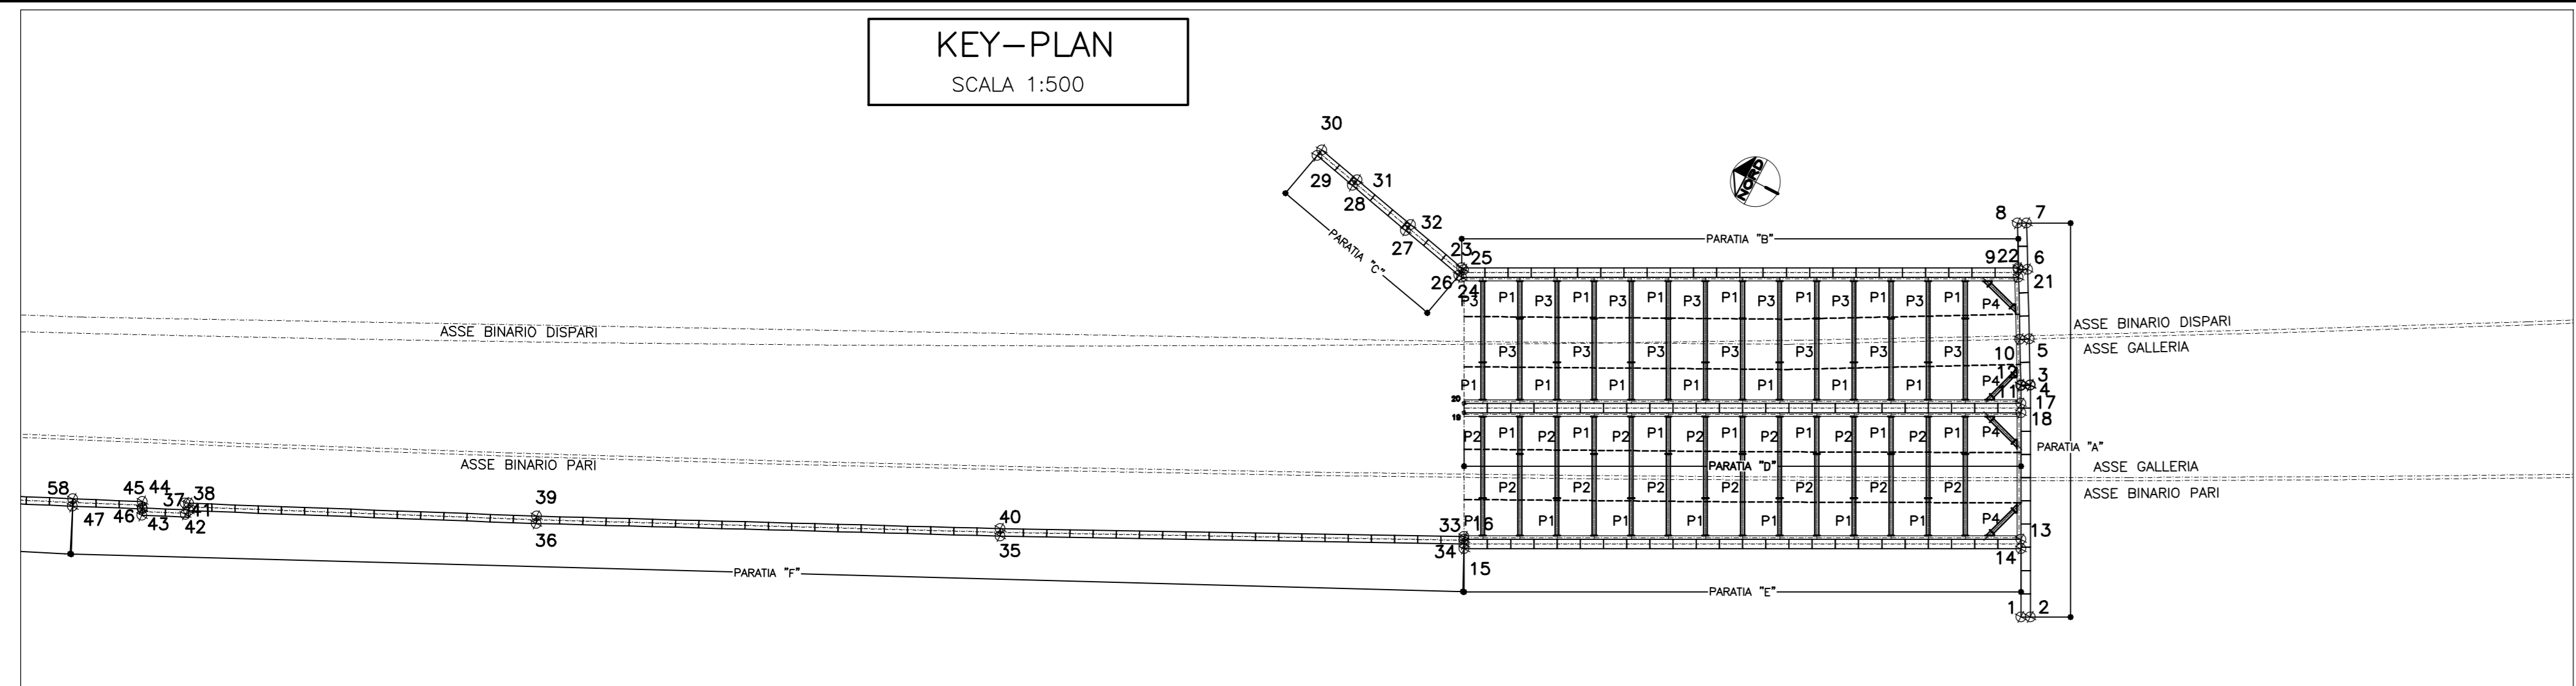 KEY-PLAN
SCALA 1:500
30
29
31
28
32
27
23
25
26
24
PARATIA "C"
NORD
8
7
PARATIA "B"
9
22
6
21
P3 P1 P3 P1 P3 P1 P3 P1 P3 P1 P3 P1 P3 P1 P4
ASSE BINARIO DISPARI
ASSE BINARIO DISPARI
ASSE GALLERIA
P3 P3 P3 P3 P3 P3 P3
10
5
12
3
P1 P1 P1 P1 P1 P1 P1 P4
11
4
20
17
19
18
P2 P1 P2 P1 P2 P1 P2 P1 P2 P1 P2 P1 P2 P1 P4
PARATIA "A"
ASSE BINARIO PARI
PARATIA "D"
ASSE GALLERIA
P2 P2 P2 P2 P2 P2 P2
ASSE BINARIO PARI
58
45
44
37
38
39
40
33
16
P1 P1 P1 P1 P1 P1 P1 P4
47
46
43
41
42
36
35
34
13
14
15
PARATIA "F"
PARATIA "E"
1
2